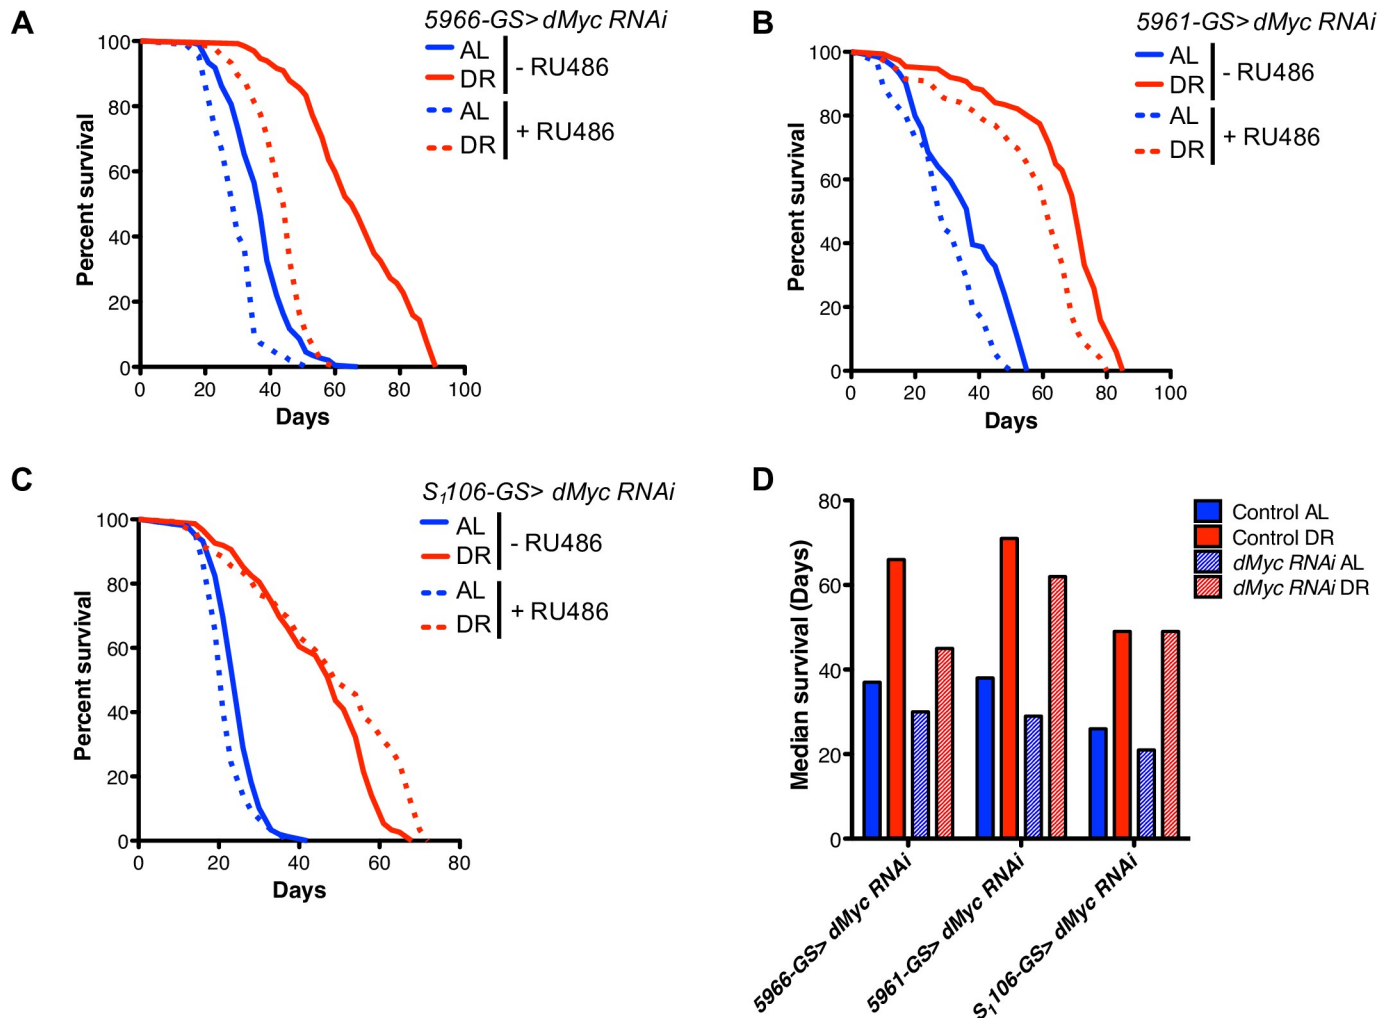 A
5966-GS> dMyc RNAi
AL
DR
- RU486
AL
DR
+ RU486
Percent survival
100
80
60
40
20
0
0 20 40 60 80 100
Days
B
5961-GS> dMyc RNAi
AL
DR
- RU486
AL
DR
+ RU486
Percent survival
100
80
60
40
20
0
0 20 40 60 80 100
Days
C
S₁106-GS> dMyc RNAi
AL
DR
- RU486
AL
DR
+ RU486
Percent survival
100
80
60
40
20
0
0 20 40 60 80
Days
D
Control AL
Control DR
dMyc RNAi AL
dMyc RNAi DR
Median survival (Days)
80
60
40
20
0
5966-GS> dMyc RNAi
5961-GS> dMyc RNAi
S₁106-GS> dMyc RNAi